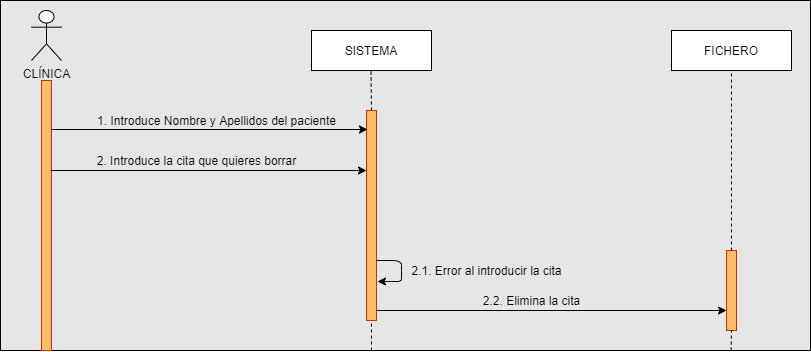 SISTEMA
FICHERO
CLÍNICA
1. Introduce Nombre y Apellidos del paciente
2. Introduce la cita que quieres borrar
2.1. Error al introducir la cita
2.2. Elimina la cita